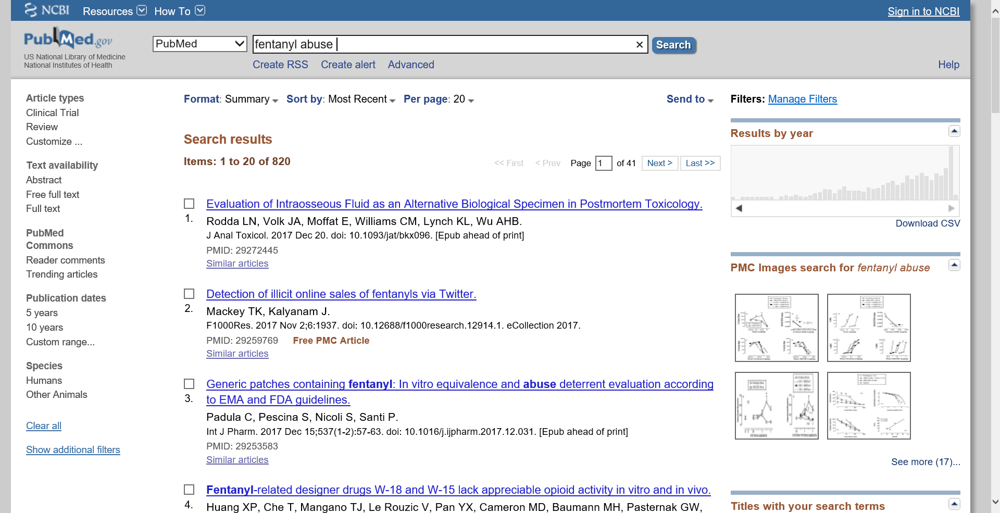 NCBI Resources How To Sign in to NCBI
PubMed.gov
US National Library of Medicine
National Institutes of Health
PubMed fentanyl abuse × Search
Create RSS Create alert Advanced Help
Article types
Clinical Trial
Review
Customize ...
Text availability
Abstract
Free full text
Full text
PubMed
Commons
Reader comments
Trending articles
Publication dates
5 years
10 years
Custom range...
Species
Humans
Other Animals
Clear all
Show additional filters
Format: Summary Sort by: Most Recent Per page: 20 Send to
Search results
Items: 1 to 20 of 820
<< First < Prev Page 1 of 41 Next > Last >>
Evaluation of Intraosseous Fluid as an Alternative Biological Specimen in Postmortem Toxicology.
1. Rodda LN, Volk JA, Moffat E, Williams CM, Lynch KL, Wu AHB.
J Anal Toxicol. 2017 Dec 20. doi: 10.1093/jat/bkx096. [Epub ahead of print]
PMID: 29272445
Similar articles
Detection of illicit online sales of fentanyls via Twitter.
2. Mackey TK, Kalyanam J.
F1000Res. 2017 Nov 2;6:1937. doi: 10.12688/f1000research.12914.1. eCollection 2017.
PMID: 29259769 Free PMC Article
Similar articles
Generic patches containing fentanyl: In vitro equivalence and abuse deterrent evaluation according
3. to EMA and FDA guidelines.
Padula C, Pescina S, Nicoli S, Santi P.
Int J Pharm. 2017 Dec 15;537(1-2):57-63. doi: 10.1016/j.ijpharm.2017.12.031. [Epub ahead of print]
PMID: 29253583
Similar articles
Fentanyl-related designer drugs W-18 and W-15 lack appreciable opioid activity in vitro and in vivo.
4. Huang XP, Che T, Mangano TJ, Le Rouzic V, Pan YX, Cameron MD, Baumann MH, Pasternak GW,
Filters: Manage Filters
Results by year
Download CSV
PMC Images search for fentanyl abuse
See more (17)...
Titles with your search terms